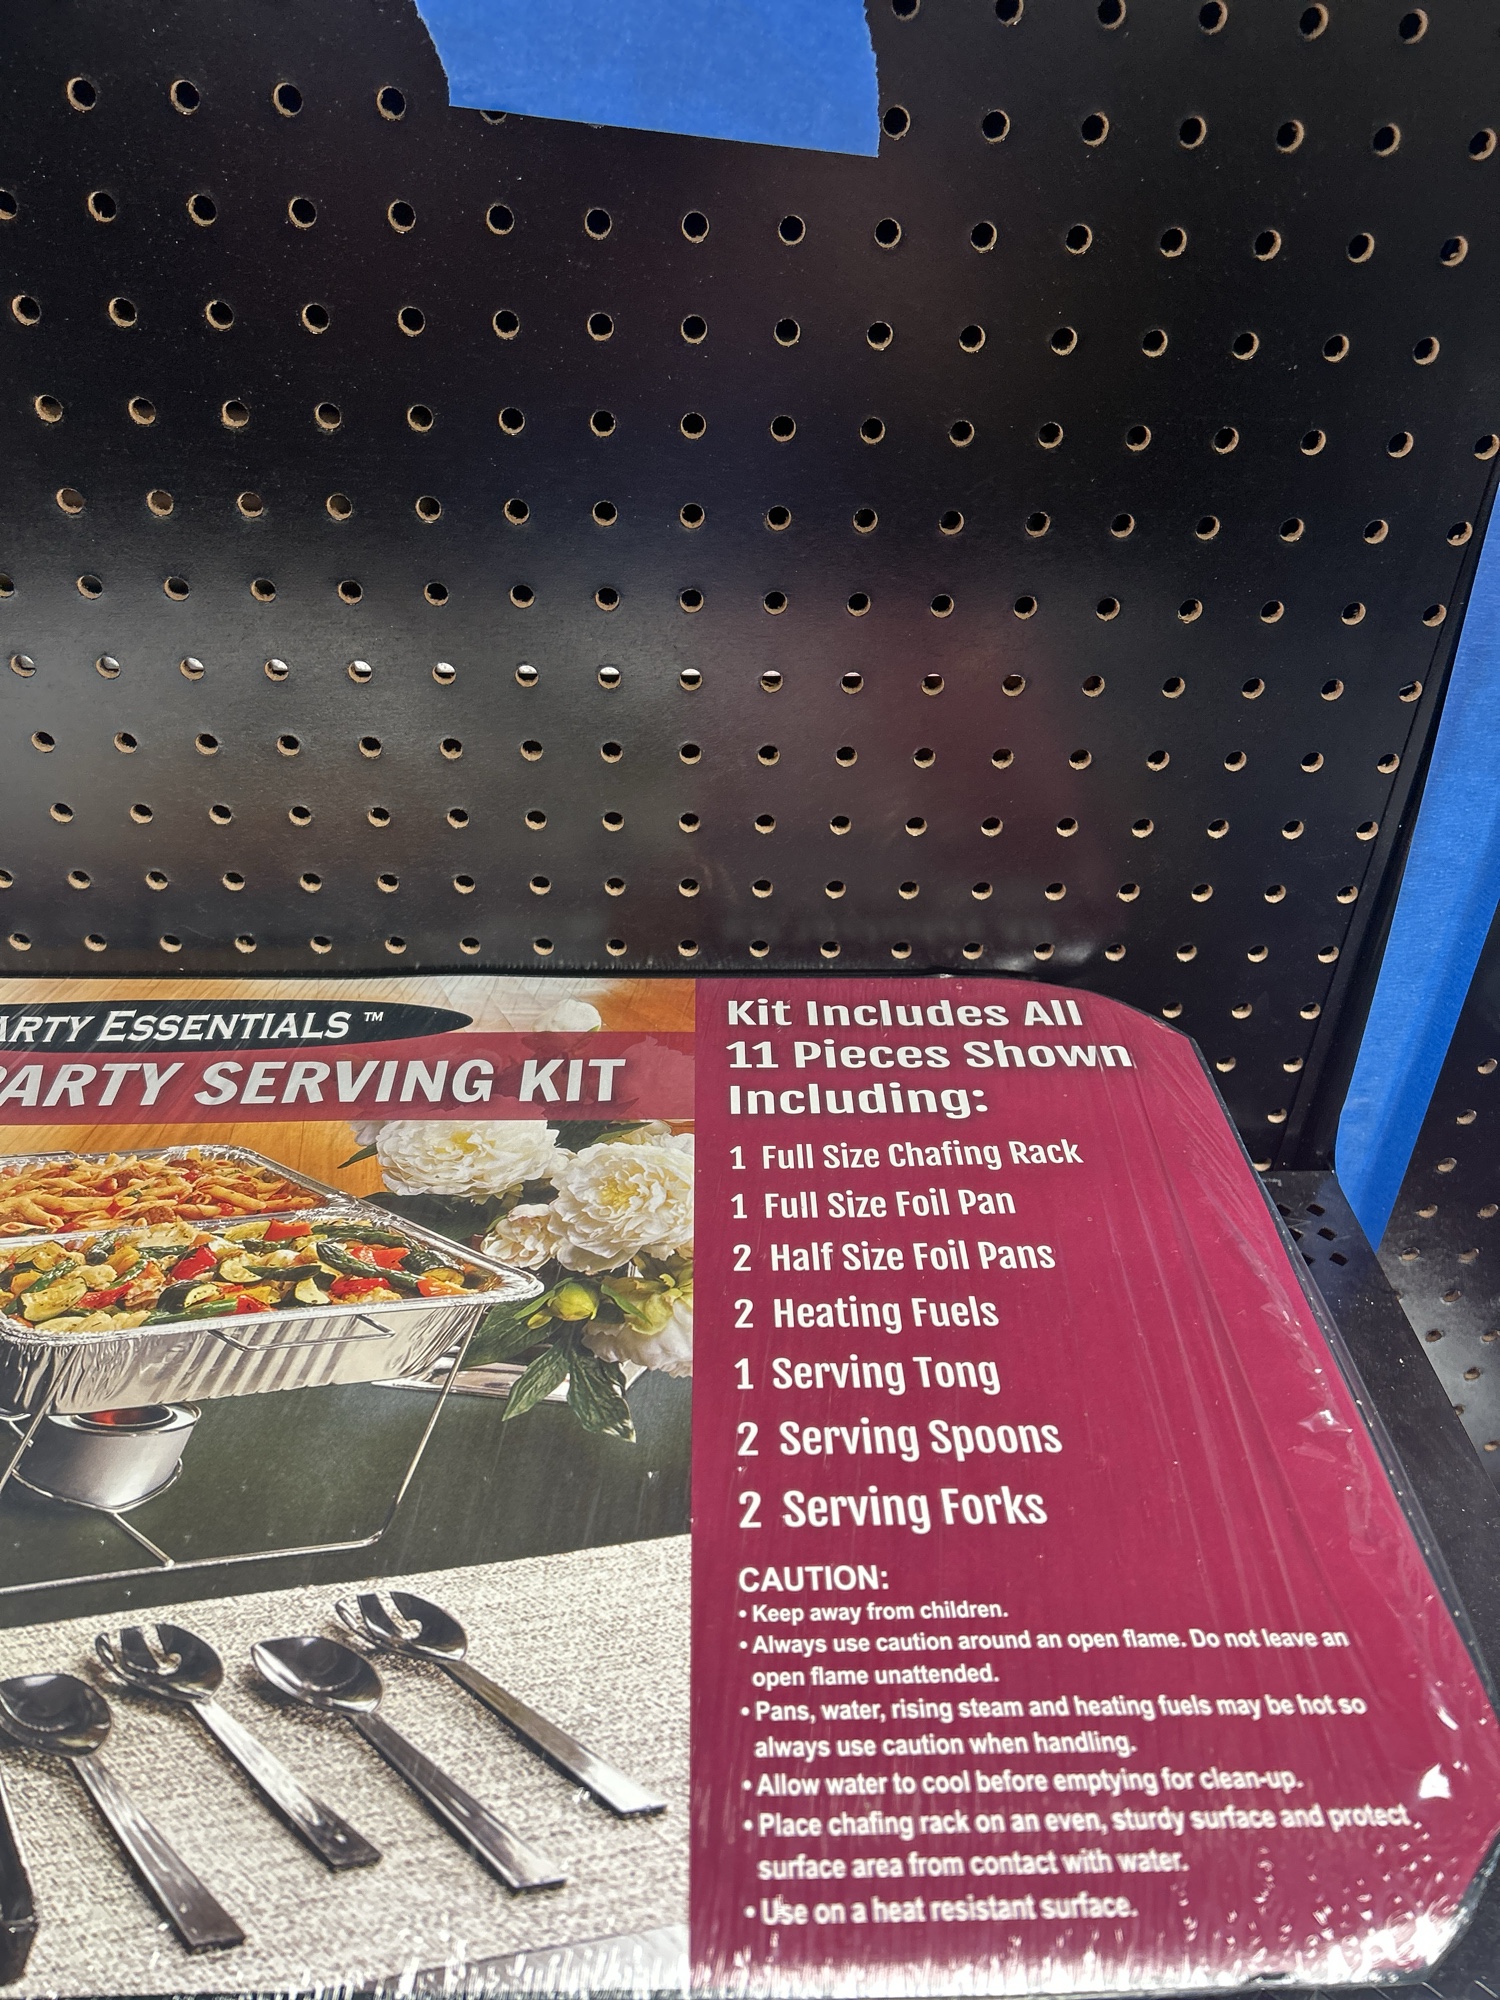 ARTY ESSENTIALS ™
PARTY SERVING KIT
Kit Includes All
11 Pieces Shown
Including:
1 Full Size Chafing Rack
1 Full Size Foil Pan
2 Half Size Foil Pans
2 Heating Fuels
1 Serving Tong
2 Serving Spoons
2 Serving Forks
CAUTION:
• Keep away from children.
• Always use caution around an open flame. Do not leave an
open flame unattended.
• Pans, water, rising steam and heating fuels may be hot so
always use caution when handling.
• Allow water to cool before emptying for clean-up.
• Place chafing rack on an even, sturdy surface and protect
surface area from contact with water.
• Use on a heat resistant surface.